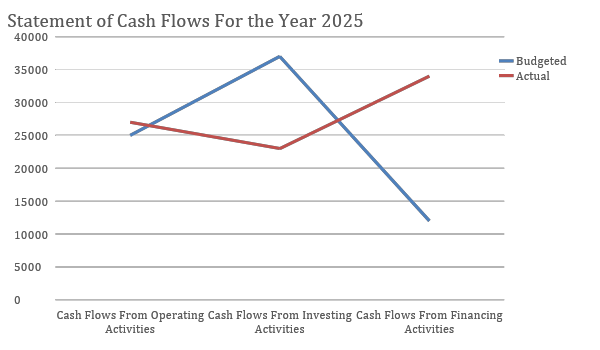 Statement of Cash Flows For the Year 2025
40000
35000
30000
25000
20000
15000
10000
5000
0
Budgeted
Actual
Cash Flows From Operating Activities
Cash Flows From Investing Activities
Cash Flows From Financing Activities